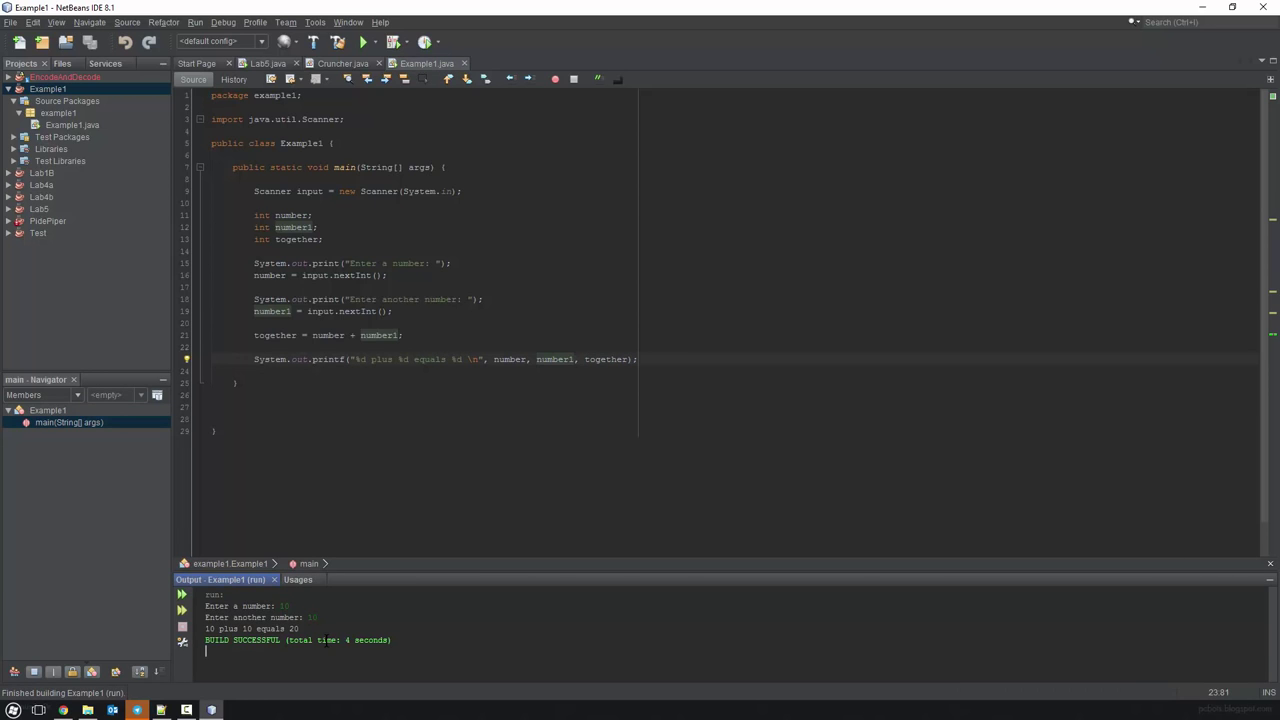 Example1 - NetBeans IDE 8.1
File Edit View Navigate Source Refactor Run Debug Profile Team Tools Window Help
Search (Ctrl+I)
<default config>
Projects Files Services
Start Page Lab5.java Cruncher.java Example1.java
Source History
EncodeAndDecode
Example1
Source Packages
example1
Example1.java
Test Packages
Libraries
Test Libraries
Lab1B
Lab4a
Lab4b
Lab5
PidePiper
Test
1 package example1;
2
3 import java.util.Scanner;
4
5 public class Example1 {
6
7 public static void main(String[] args) {
8
9 Scanner input = new Scanner(System.in);
10
11 int number;
12 int number1;
13 int together;
14
15 System.out.print("Enter a number: ");
16 number = input.nextInt();
17
18 System.out.print("Enter another number: ");
19 number1 = input.nextInt();
20
21 together = number + number1;
22
System.out.printf("%d plus %d equals %d \n", number, number1, together);
24
25 }
26
27
28
29 }
main - Navigator
Members <empty>
Example1
main(String[] args)
example1.Example1 main
Output - Example1 (run) Usages
run:
Enter a number: 10
Enter another number: 10
10 plus 10 equals 20
BUILD SUCCESSFUL (total time: 4 seconds)
Finished building Example1 (run).
23:81 INS